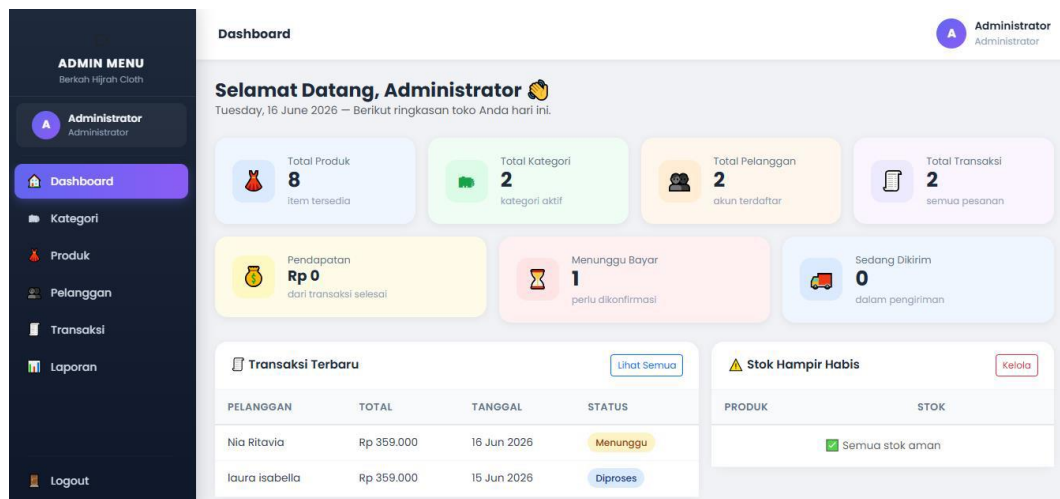 ADMIN MENU
Berkah Hijrah Cloth
A
Administrator
Administrator
Dashboard
Kategori
Produk
Pelanggan
Transaksi
Laporan
Logout
Dashboard
A
Administrator
Administrator
Selamat Datang, Administrator
Tuesday, 16 June 2026 — Berikut ringkasan toko Anda hari ini.
Total Produk
8
item tersedia
Total Kategori
2
kategori aktif
Total Pelanggan
2
akun terdaftar
Total Transaksi
2
semua pesanan
Pendapatan
Rp 0
dari transaksi selesai
Menunggu Bayar
1
perlu dikonfirmasi
Sedang Dikirim
0
dalam pengiriman
Transaksi Terbaru
Lihat Semua
PELANGGAN TOTAL TANGGAL STATUS
Nia Ritavia Rp 359.000 16 Jun 2026 Menunggu
laura isabella Rp 359.000 15 Jun 2026 Diproses
Stok Hampir Habis
Kelola
PRODUK STOK
Semua stok aman